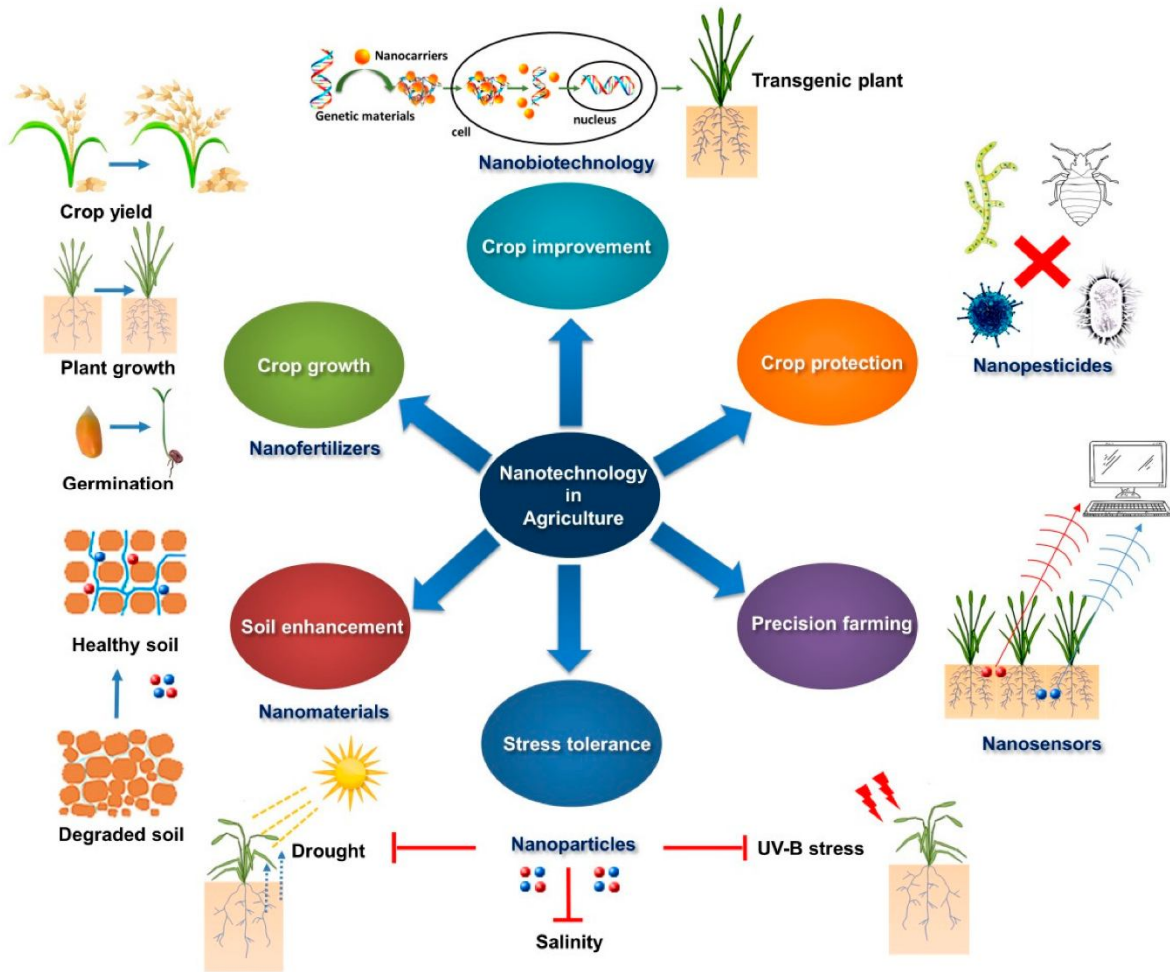 Nanocarriers
Genetic materials
cell
nucleus
Transgenic plant
Nanobiotechnology
Crop improvement
Crop yield
Plant growth
Germination
Crop growth
Nanofertilizers
Crop protection
Nanopesticides
Nanotechnology
in
Agriculture
Healthy soil
Degraded soil
Soil enhancement
Nanomaterials
Precision farming
Nanosensors
Stress tolerance
Drought
Nanoparticles
UV-B stress
Salinity